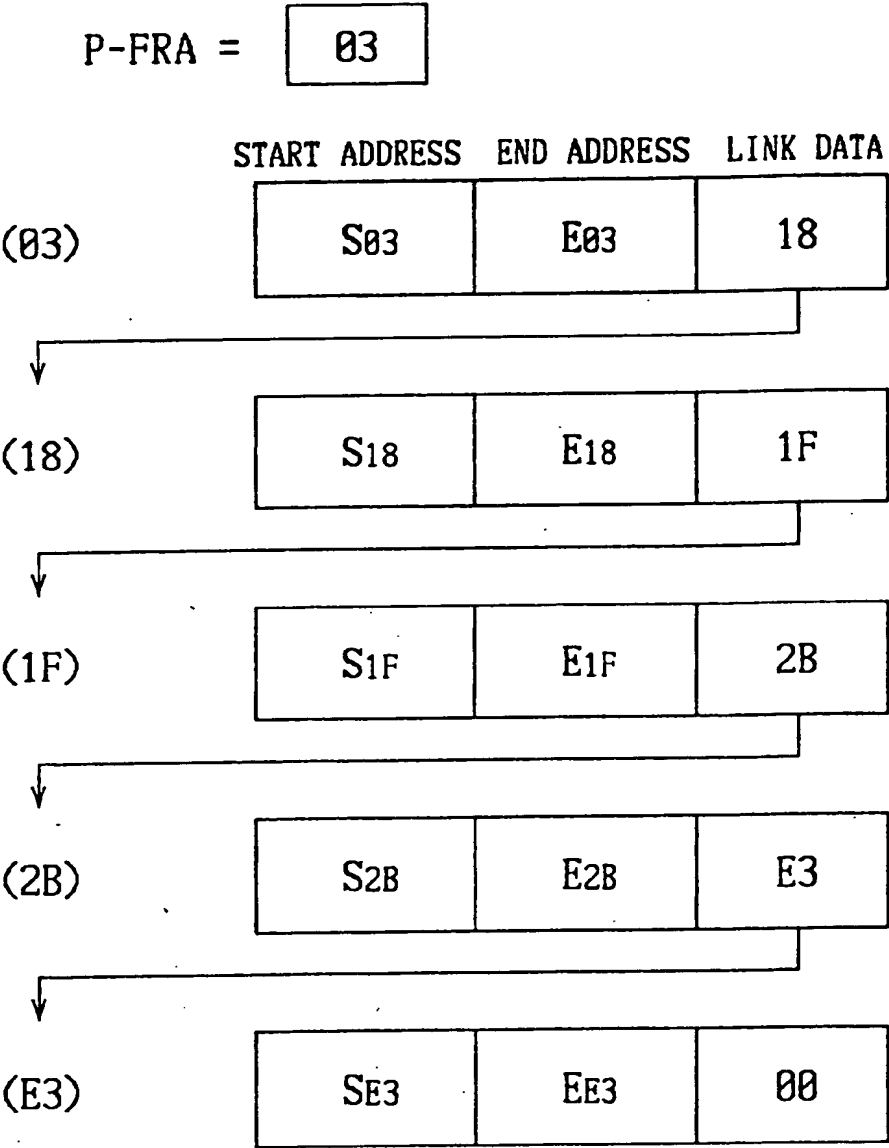 P-FRA = 03
START ADDRESS END ADDRESS LINK DATA
(03) S03 E03 18
(18) S18 E18 1F
(1F) S1F E1F 2B
(2B) S2B E2B E3
(E3) SE3 EE3 00